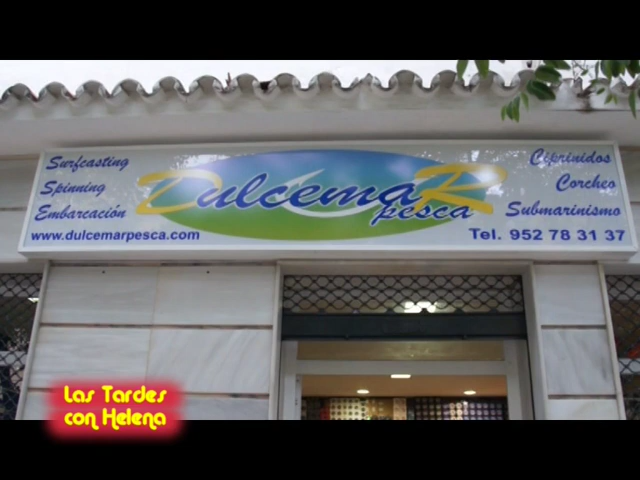 Surfcasting
Spinning
Embarcación
www.dulcemarpesca.com
DulcemaR
pesca
Ciprinidos
Corcheo
Submarinismo
Tel. 952 78 31 37
Las Tardes
con Helena